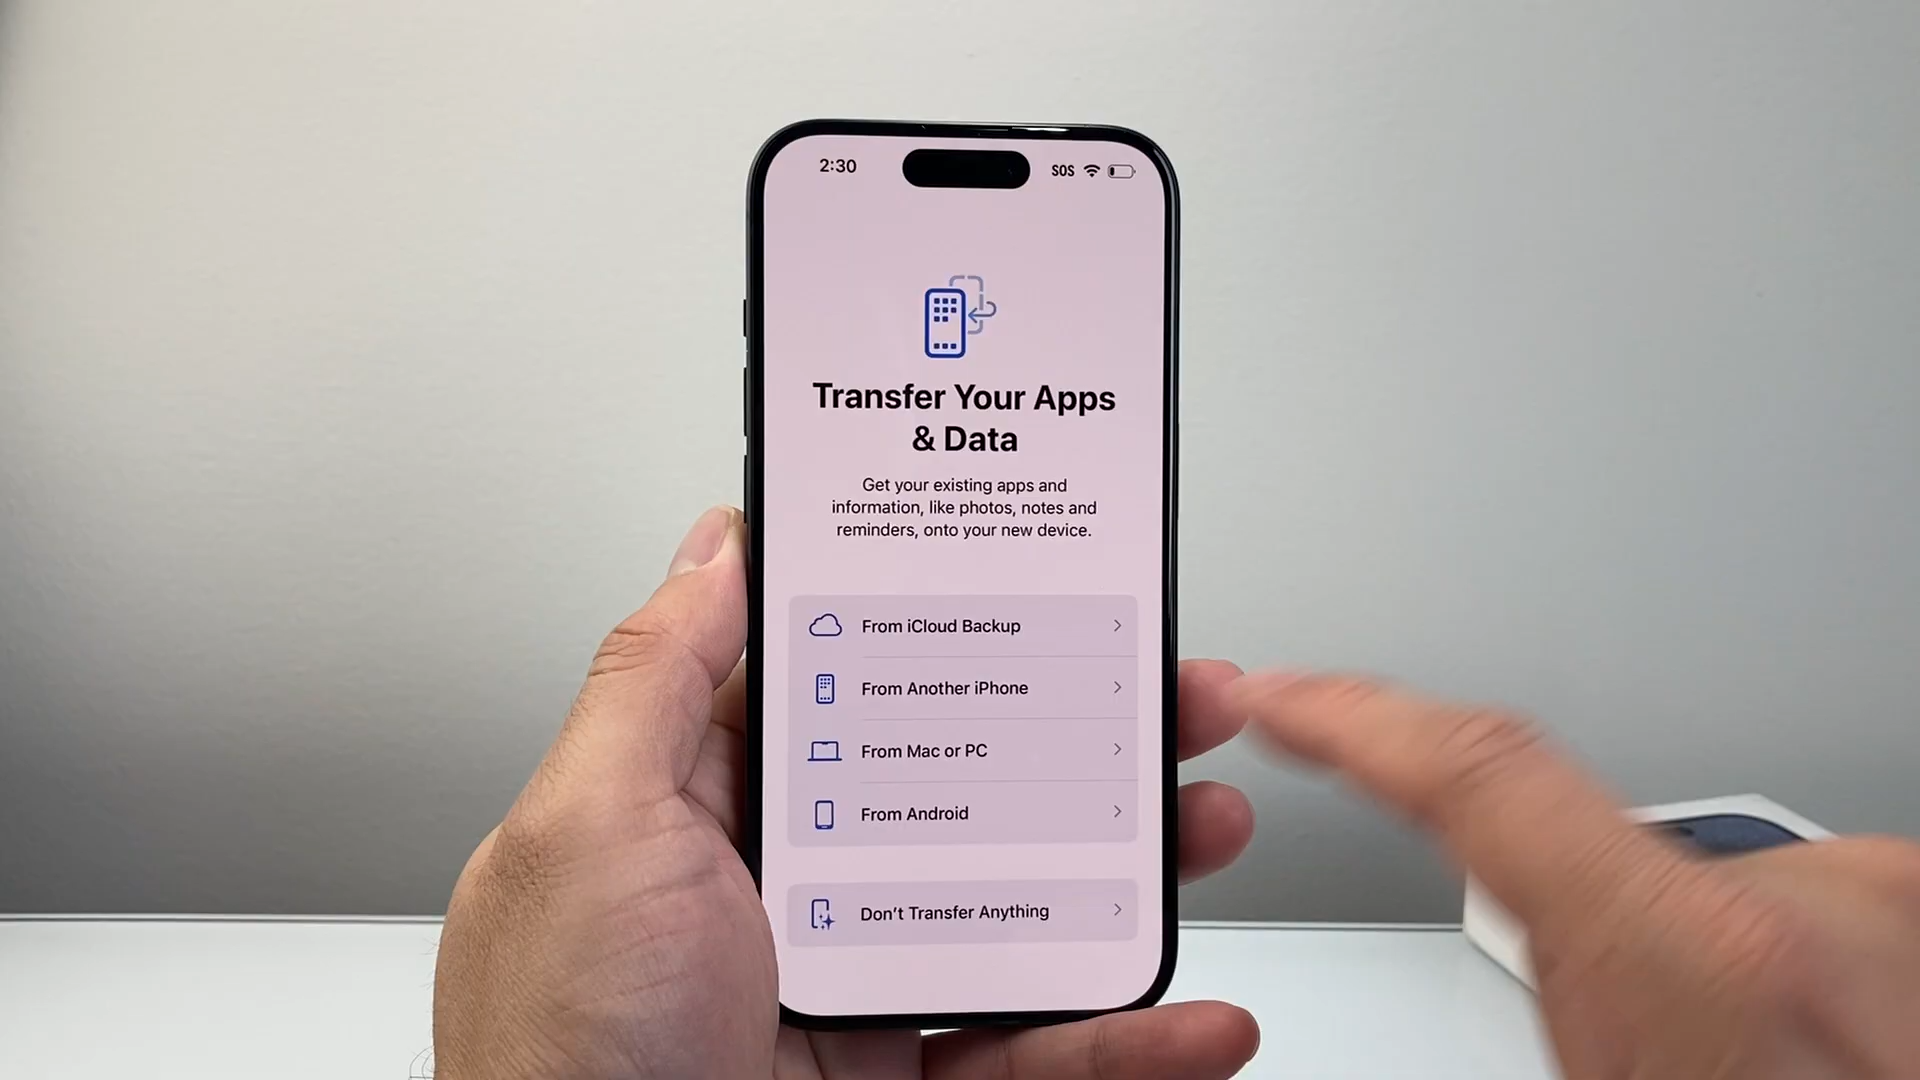 2:30
SOS
Transfer Your Apps
& Data
Get your existing apps and
information, like photos, notes and
reminders, onto your new device.
From iCloud Backup
From Another iPhone
From Mac or PC
From Android
Don’t Transfer Anything